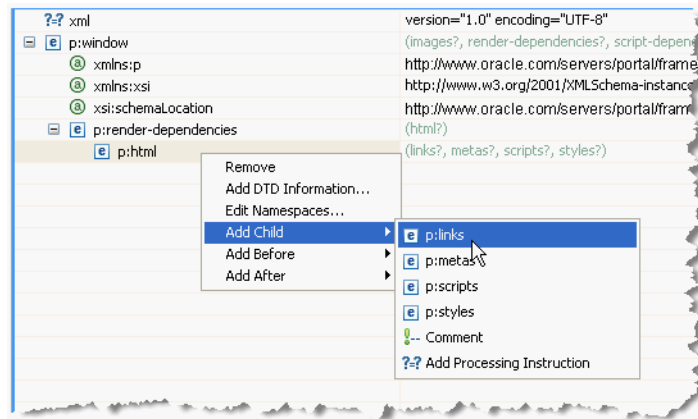 ?=? xml version="1.0" encoding="UTF-8"
e p:window (images?, render-dependencies?, script-depen
a xmlns:p http://www.oracle.com/servers/portal/frame
a xmlns:xsi http://www.w3.org/2001/XMLSchema-instance
a xsi:schemaLocation http://www.oracle.com/servers/portal/fram
e p:render-dependencies (html?)
e p:html (links?, metas?, scripts?, styles?)
Remove
Add DTD Information...
Edit Namespaces...
Add Child
Add Before
Add After
e p:links
e p:metas
e p:scripts
e p:styles
!-- Comment
?=? Add Processing Instruction